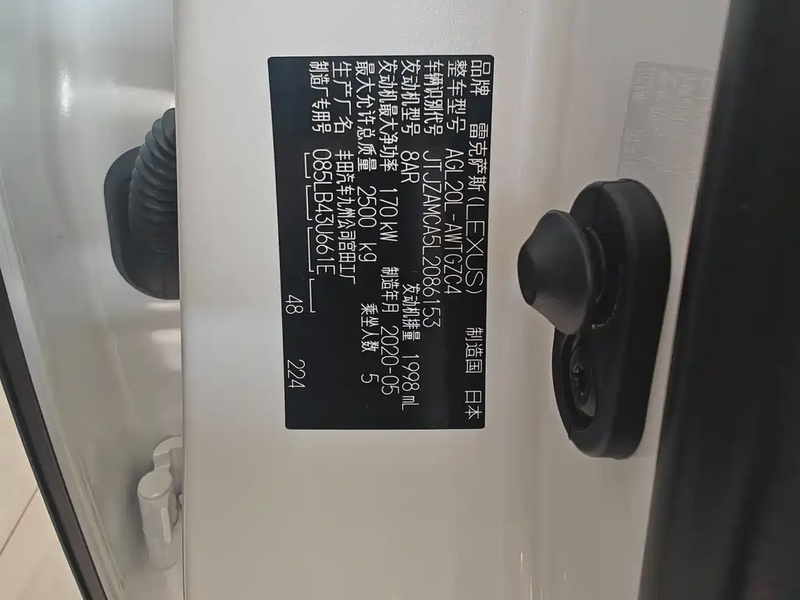 品牌 雷克萨斯(LEXUS) 制造国 日本
整车型号 AGL20L-AWTGZC4
车辆识别代号 JTJZAMCA5L2086153
发动机型号 8AR 发动机排量 1998 ml
发动机最大净功率 170 kW 制造年月 2020-05
最大允许总质量 2500 kg 乘坐人数 5
生产厂名 丰田汽车九州公司宫田工厂
制造厂专用号 085LB43U661E
48 224